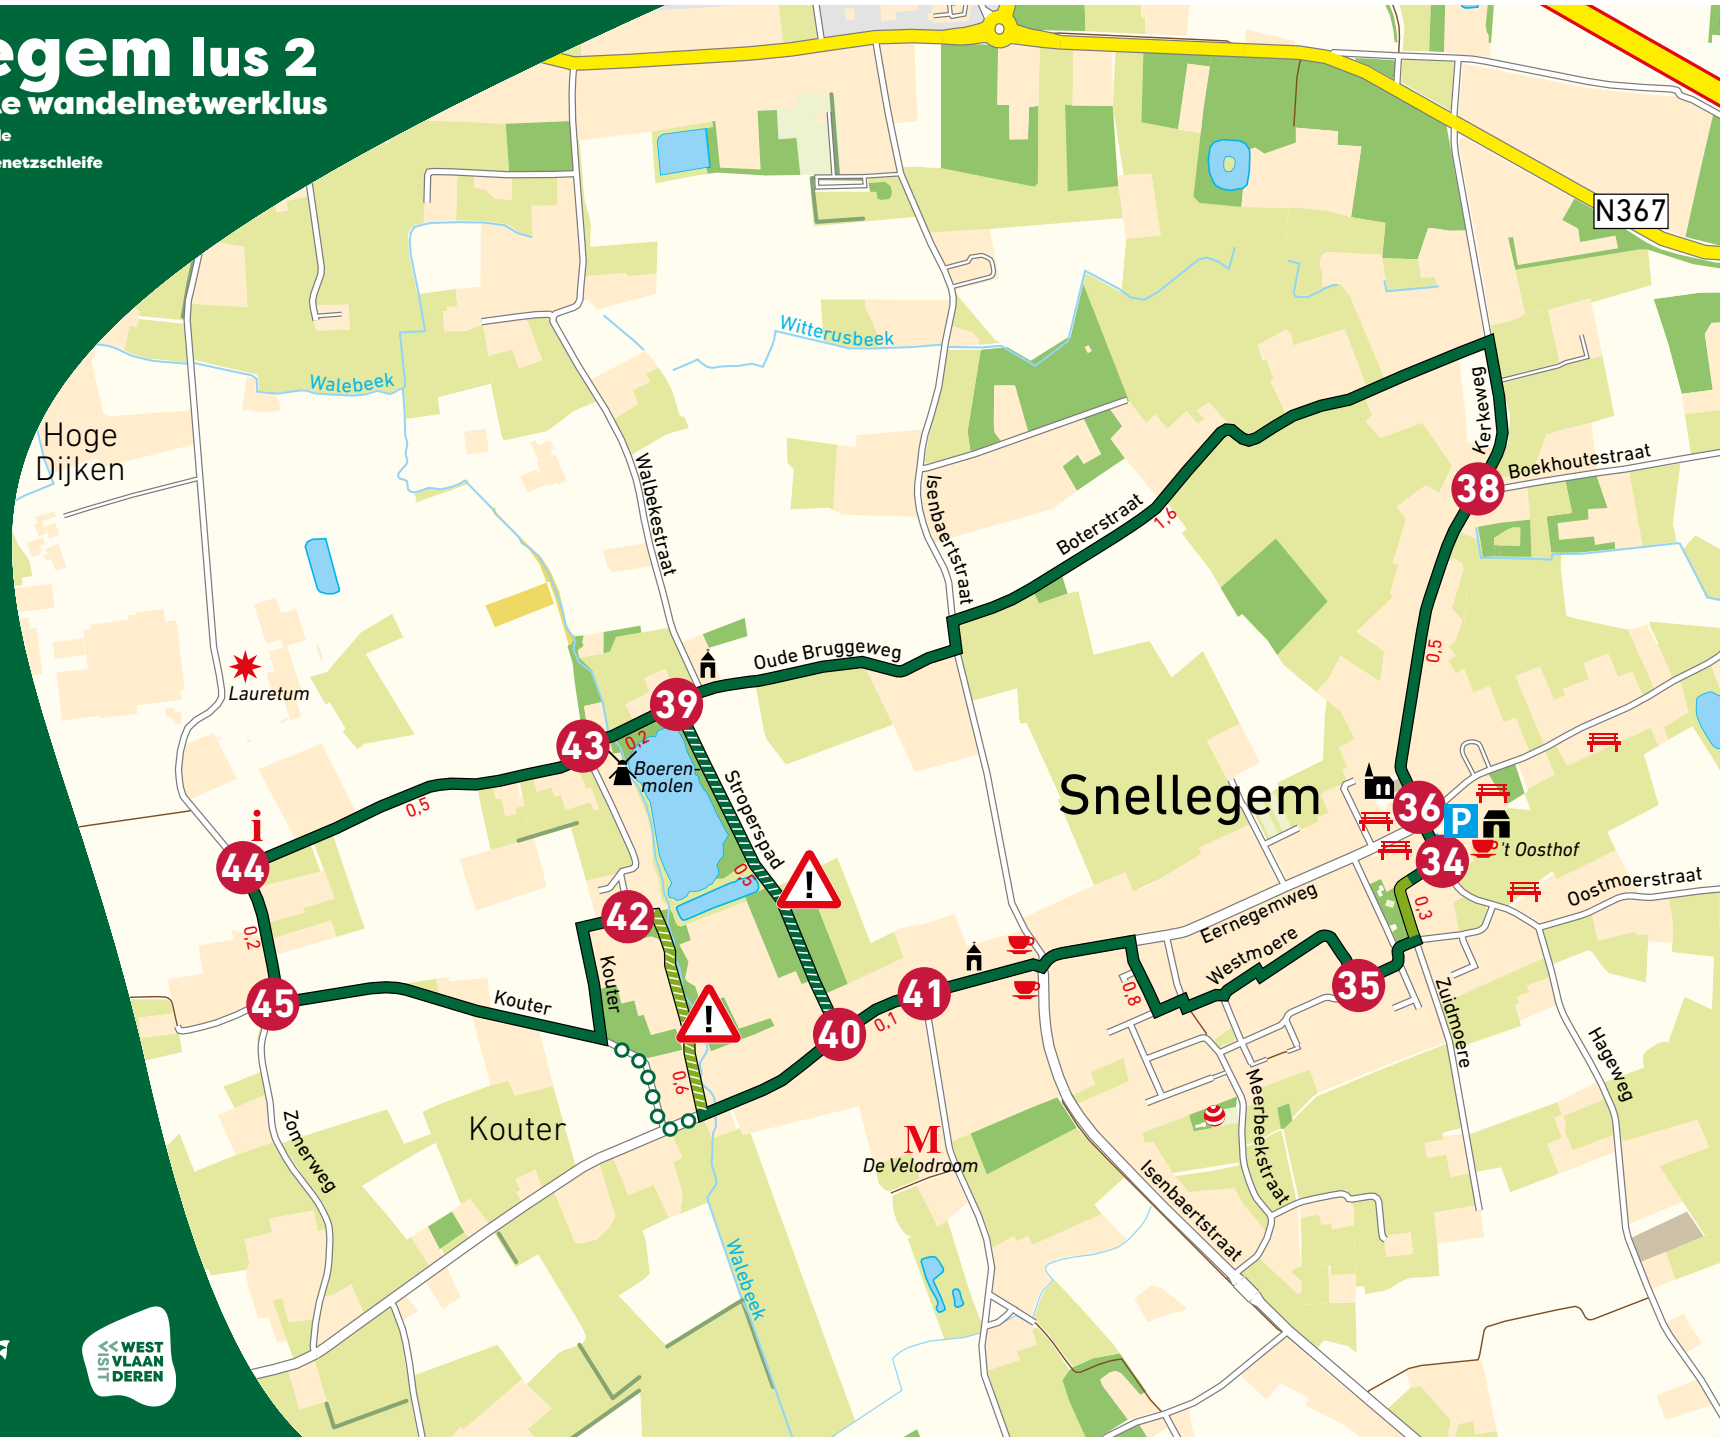 egem lus 2
e wandelnetwerklus
le
enetzschleife
N367
Witterusbeek
Walebeek
Hoge
Dijken
Kerkeweg
Boekhoutestraat
38
Walbekestraat
Isenbaertstraat
Boterstraat
1,6
0,5
Lauretum
Oude Bruggeweg
39
43
0,2
Boeren-
molen
Stroperspad
0,5
Snellegem
36
P
34
't Oosthof
0,5
i
44
!
Oostmoerstraat
Eernegemweg
0,3
42
0,2
Westmoere
45
Kouter
Kouter
41
0,8
35
Zuidmoere
!
40
0,1
0,6
Hageweg
Meerbeekstraat
Kouter
Zomerweg
M
De Velodroom
Isenbaertstraat
Walebeek
VISIT
WEST
VLAAN
DEREN